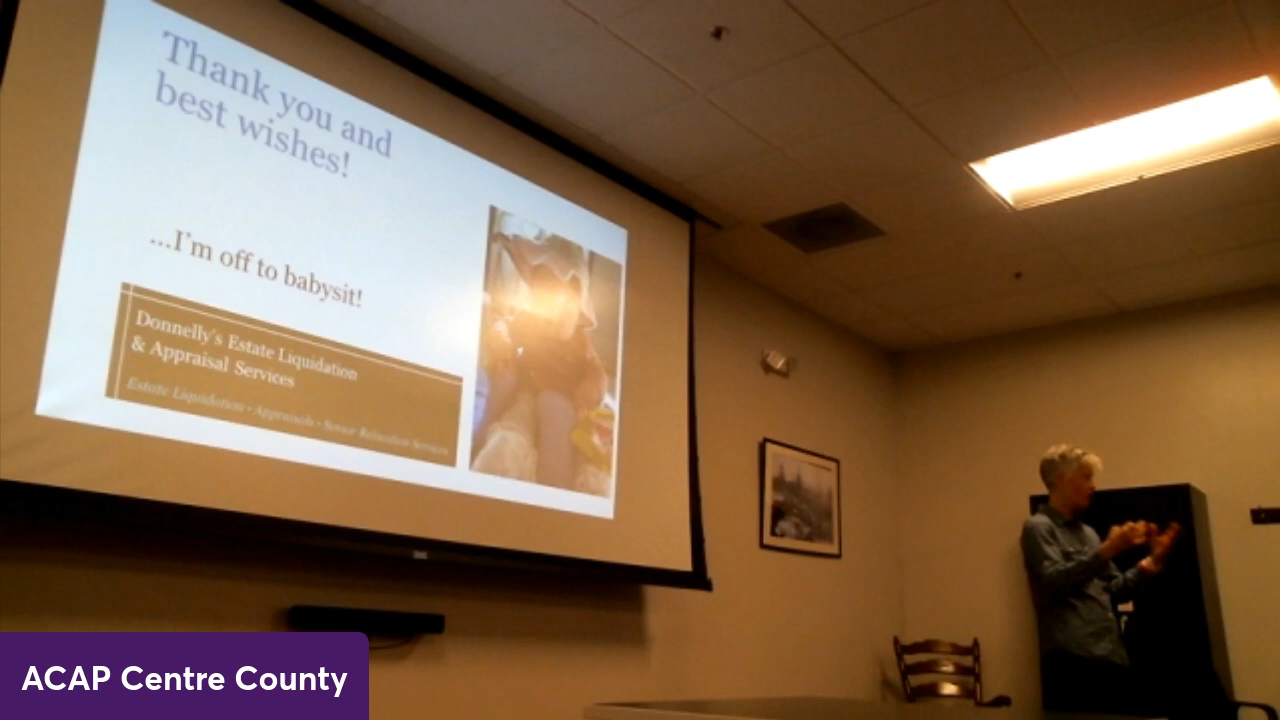 Thank you and
best wishes!
...I'm off to babysit!
Donnelly's Estate Liquidation
& Appraisal Services
Estate Liquidation • Appraisals • Senior Relocation Services
ACAP Centre County